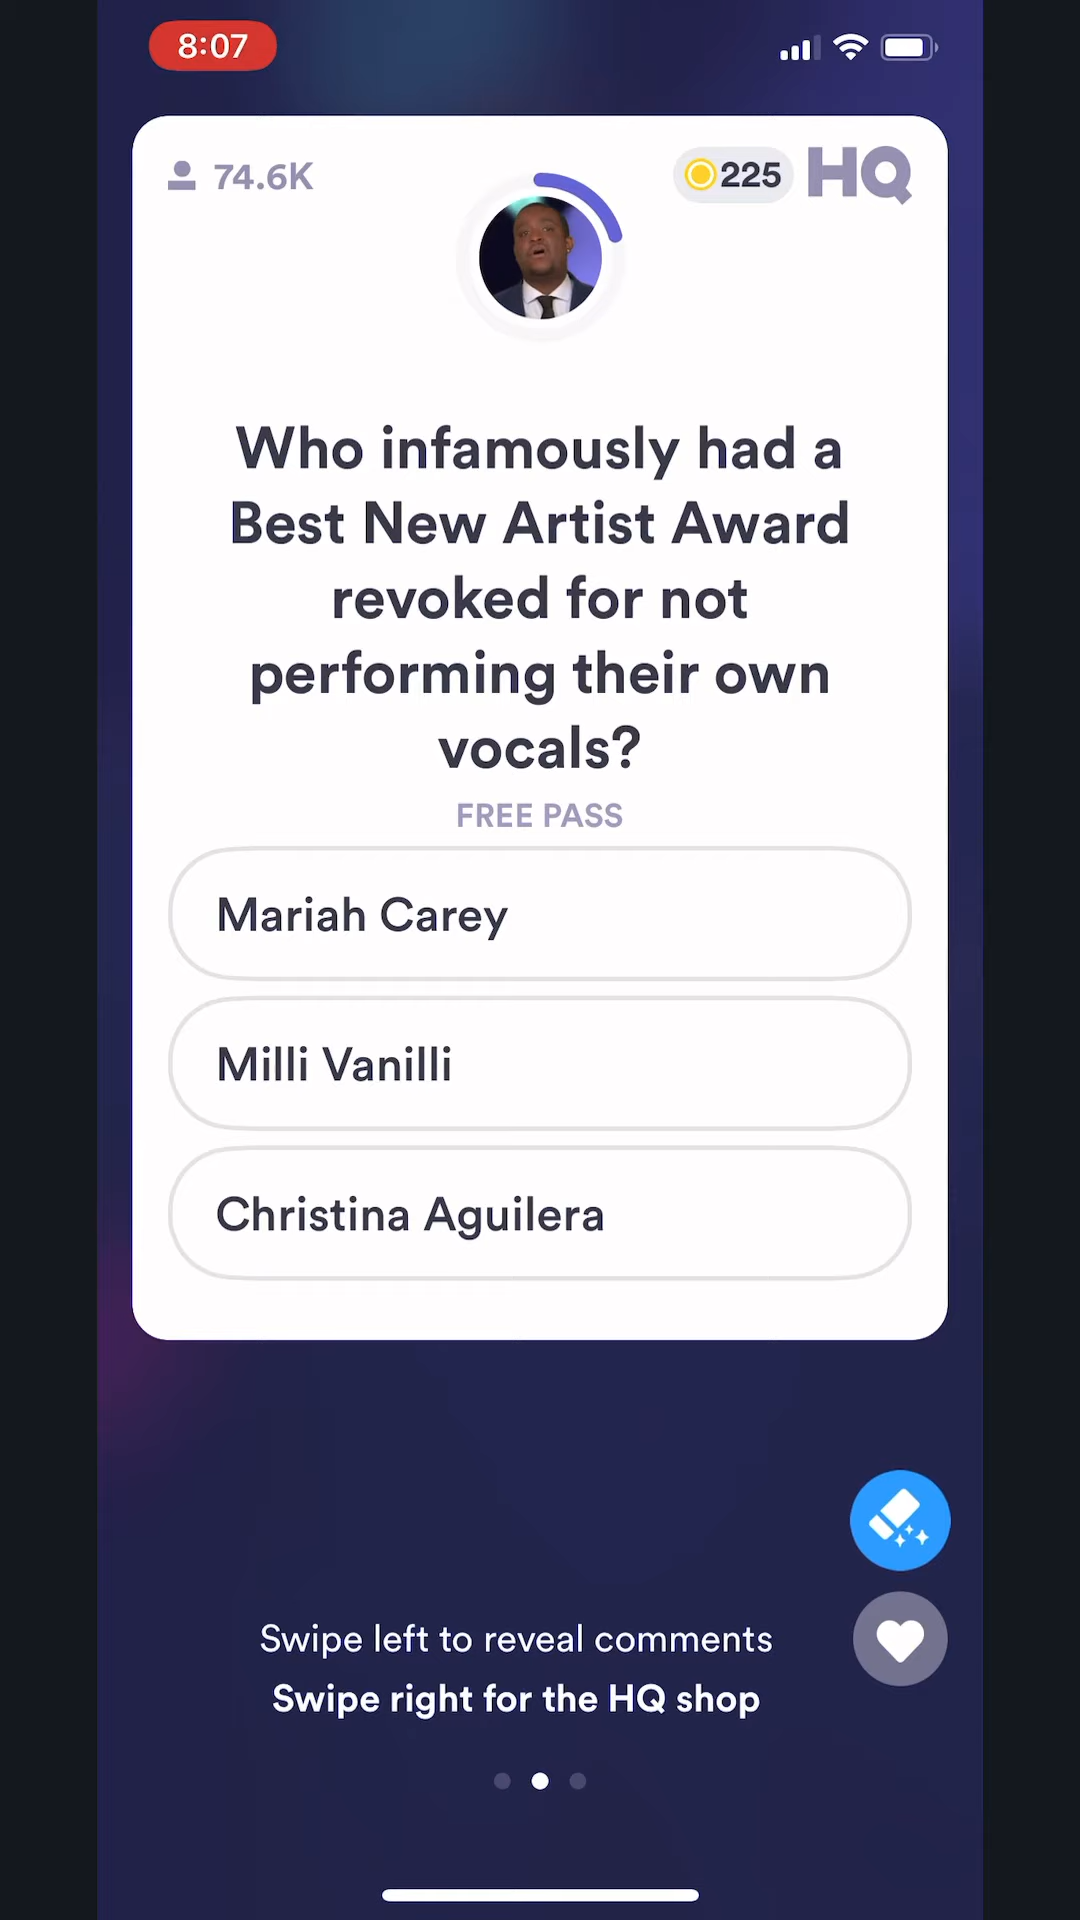 8:07
74.6K
225
HQ
Who infamously had a
Best New Artist Award
revoked for not
performing their own
vocals?
FREE PASS
Mariah Carey
Milli Vanilli
Christina Aguilera
Swipe left to reveal comments
Swipe right for the HQ shop